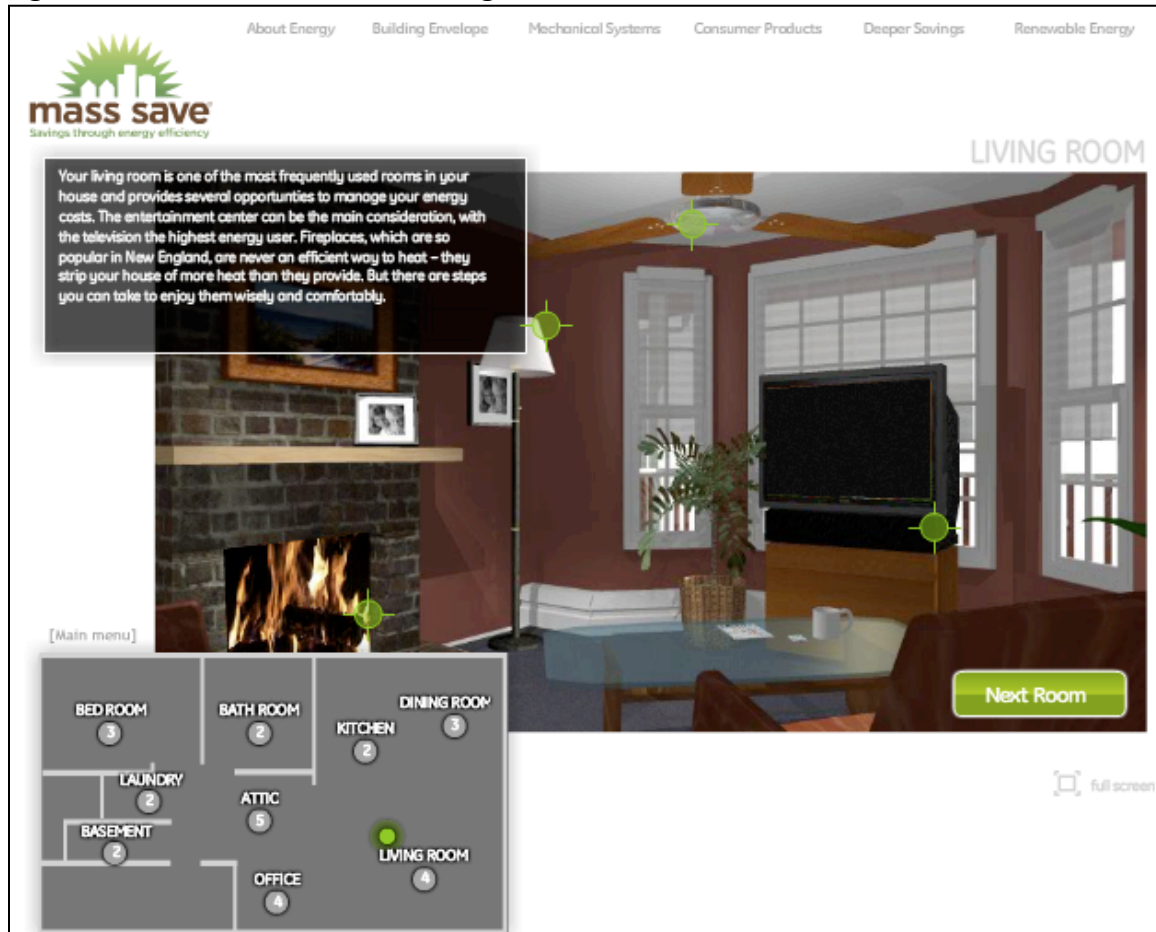 About Energy Building Envelope Mechanical Systems Consumer Products Deeper Savings Renewable Energy
mass save
Savings through energy efficiency
LIVING ROOM
Your living room is one of the most frequently used rooms in your
house and provides several opportunties to manage your energy
costs. The entertainment center can be the main consideration, with
the television the highest energy user. Fireplaces, which are so
popular in New England, are never an efficient way to heat – they
strip your house of more heat than they provide. But there are steps
you can take to enjoy them wisely and comfortably.
[Main menu]
Next Room
BED ROOM
3
BATH ROOM
2
KITCHEN
2
DINING ROOM
3
LAUNDRY
2
ATTIC
5
BASEMENT
2
LIVING ROOM
4
OFFICE
4
full screen